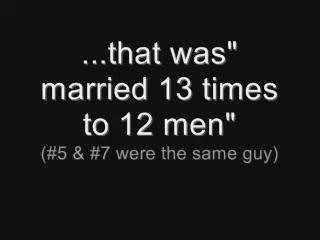 ...that was"
married 13 times
to 12 men"
(#5 & #7 were the same guy)